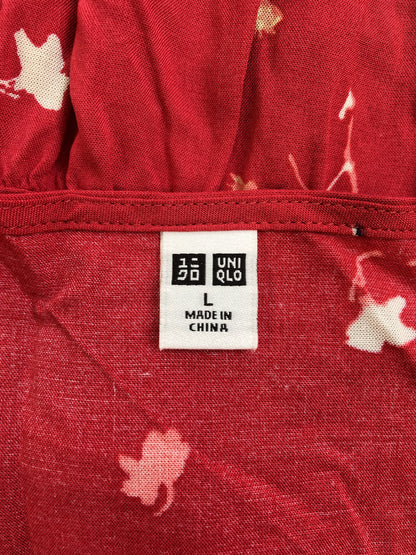 ユニ UNI
クロ QLO
L
MADE IN
CHINA